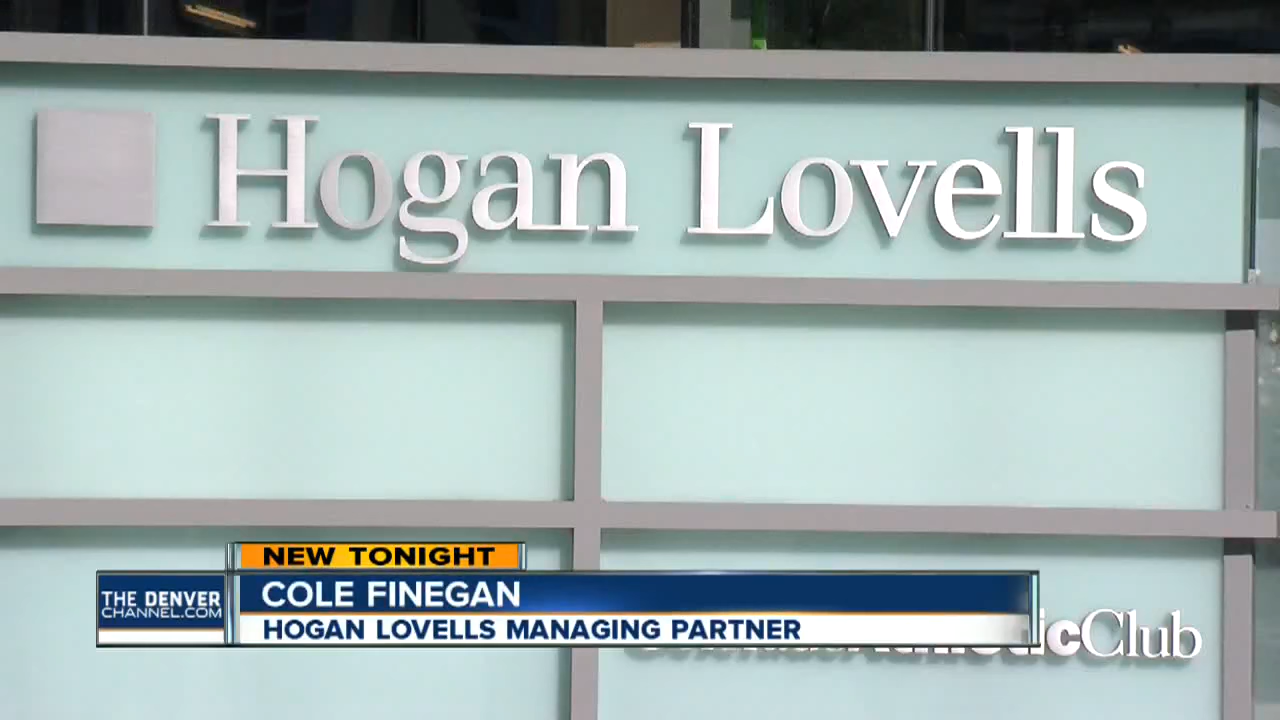 Hogan Lovells
NEW TONIGHT
THE DENVER
CHANNEL.COM
COLE FINEGAN
HOGAN LOVELLS MANAGING PARTNER
Club